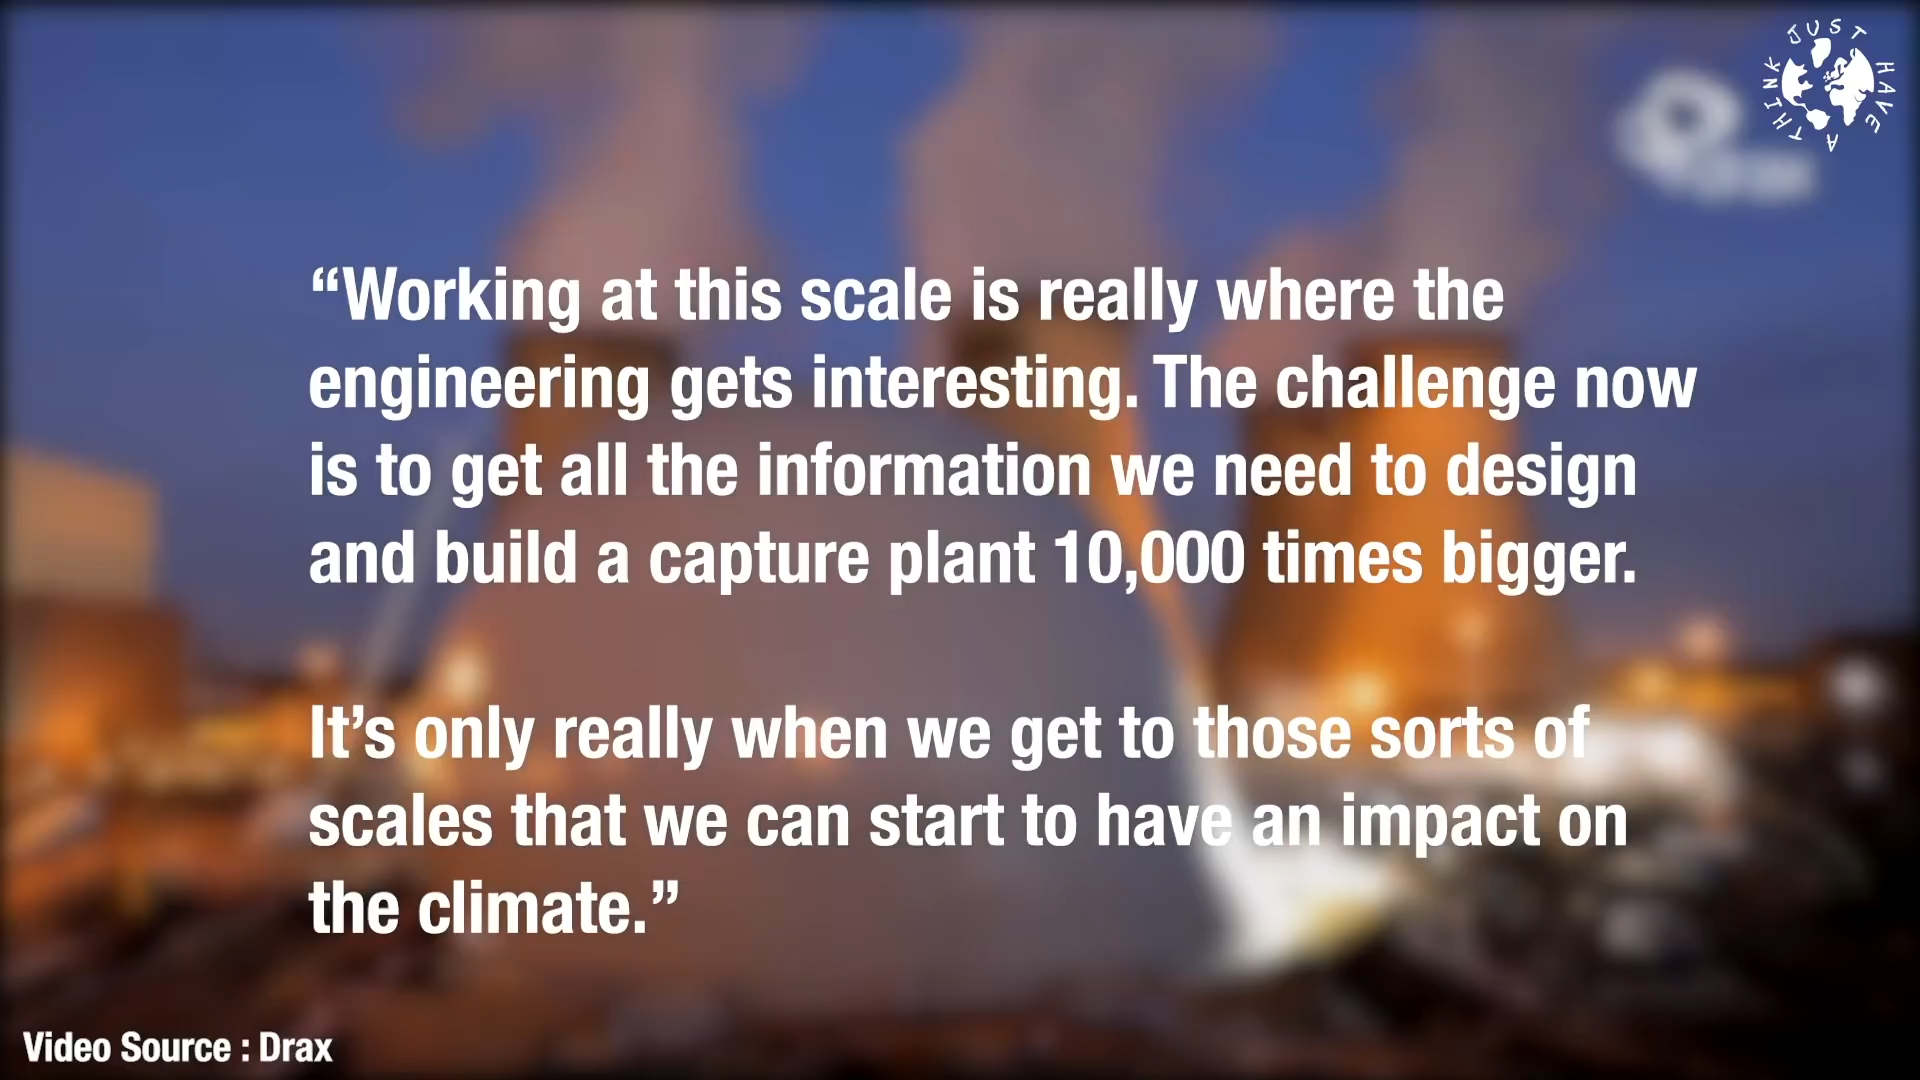 JUST HAVE A THINK
“Working at this scale is really where the
engineering gets interesting. The challenge now
is to get all the information we need to design
and build a capture plant 10,000 times bigger.
It’s only really when we get to those sorts of
scales that we can start to have an impact on
the climate.”
Video Source : Drax